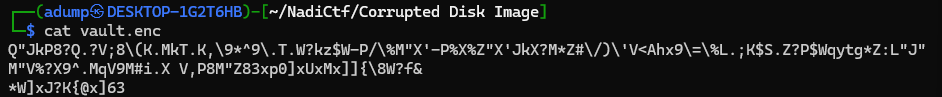 ┌──(adump㉿DESKTOP-1G2T6HB)-[~/NadiCtf/Corrupted Disk Image]
└─$ cat vault.enc
Q"JkP8?Q.?V;8\(K.MkT.K,\9*^9\.T.W?kz$W-P/\%M"X'-P%X%Z"X'JkX?M*Z#\/)\'V<Ahx9\=\%L.;K$S.Z?P$Wqytg*Z:L"J"
M"V%?X9^.MqV9M#i.X V,P8M"Z83xp0]xUxMx]]{\8W?f&
*W]xJ?K{@x]63